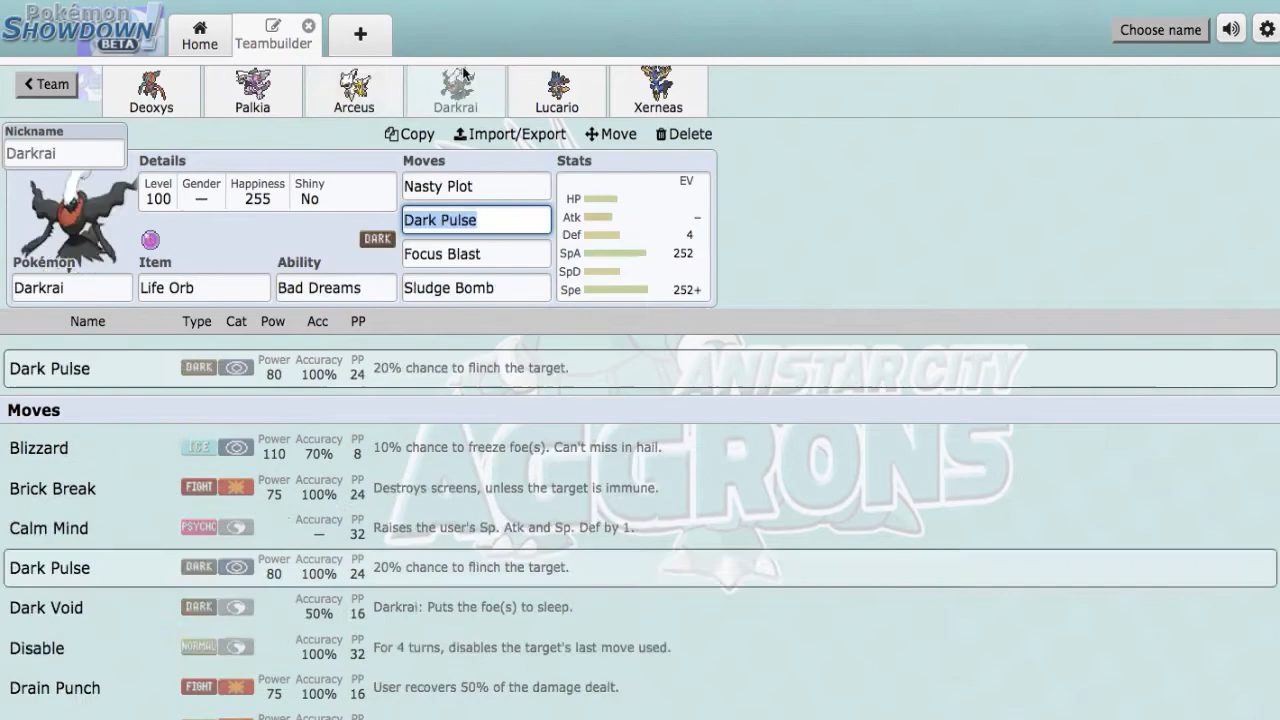 Pokémon
SHOWDOWN!
BETA
Home
Teambuilder
+
Choose name
Team
Deoxys
Palkia
Arceus
Darkrai
Lucario
Xerneas
Copy
Import/Export
Move
Delete
Nickname
Darkrai
Details
Level
100
Gender
—
Happiness
255
Shiny
No
DARK
Pokémon
Darkrai
Item
Life Orb
Ability
Bad Dreams
Moves
Nasty Plot
Dark Pulse
Focus Blast
Sludge Bomb
Stats
EV
HP
Atk –
Def 4
SpA 252
SpD
Spe 252+
Name Type Cat Pow Acc PP
Dark Pulse DARK Power 80 Accuracy 100% PP 24 20% chance to flinch the target.
Moves
Blizzard ICE Power 110 Accuracy 70% PP 8 10% chance to freeze foe(s). Can't miss in hail.
Brick Break FIGHT Power 75 Accuracy 100% PP 24 Destroys screens, unless the target is immune.
Calm Mind PSYCHC Accuracy — PP 32 Raises the user's Sp. Atk and Sp. Def by 1.
Dark Pulse DARK Power 80 Accuracy 100% PP 24 20% chance to flinch the target.
Dark Void DARK Accuracy 50% PP 16 Darkrai: Puts the foe(s) to sleep.
Disable NORMAL Accuracy 100% PP 32 For 4 turns, disables the target's last move used.
Drain Punch FIGHT Power 75 Accuracy 100% PP 16 User recovers 50% of the damage dealt.
Power Accuracy PP
ANISTAR CITY
AGGRONS